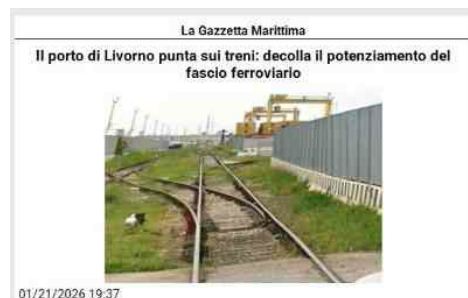 La Gazzetta Marittima
Il porto di Livorno punta sui treni: decolla il potenziamento del
fascio ferroviario
01/21/2026 19:37